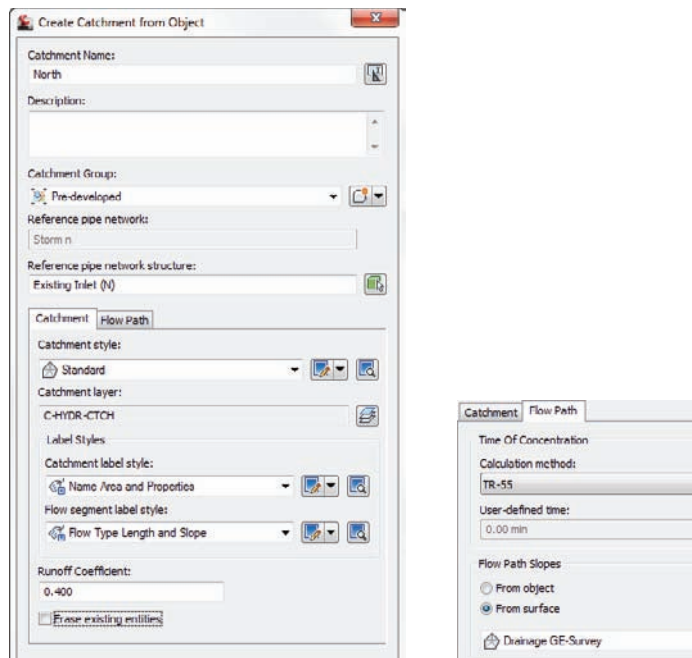 Create Catchment from Object
Catchment Name:
North
Description:
Catchment Group:
Pre-developed
Reference pipe network:
Storm n
Reference pipe network structure:
Existing Inlet (N)
Catchment Flow Path
Catchment style:
Standard
Catchment layer:
C-HYDR-CTCH
Label Styles
Catchment label style:
Name Area and Properties
Flow segment label style:
Flow Type Length and Slope
Runoff Coefficient:
0.400
Erase existing entities
Catchment Flow Path
Time Of Concentration
Calculation method:
TR-55
User-defined time:
0.00 min
Flow Path Slopes
From object
From surface
Drainage GE-Survey